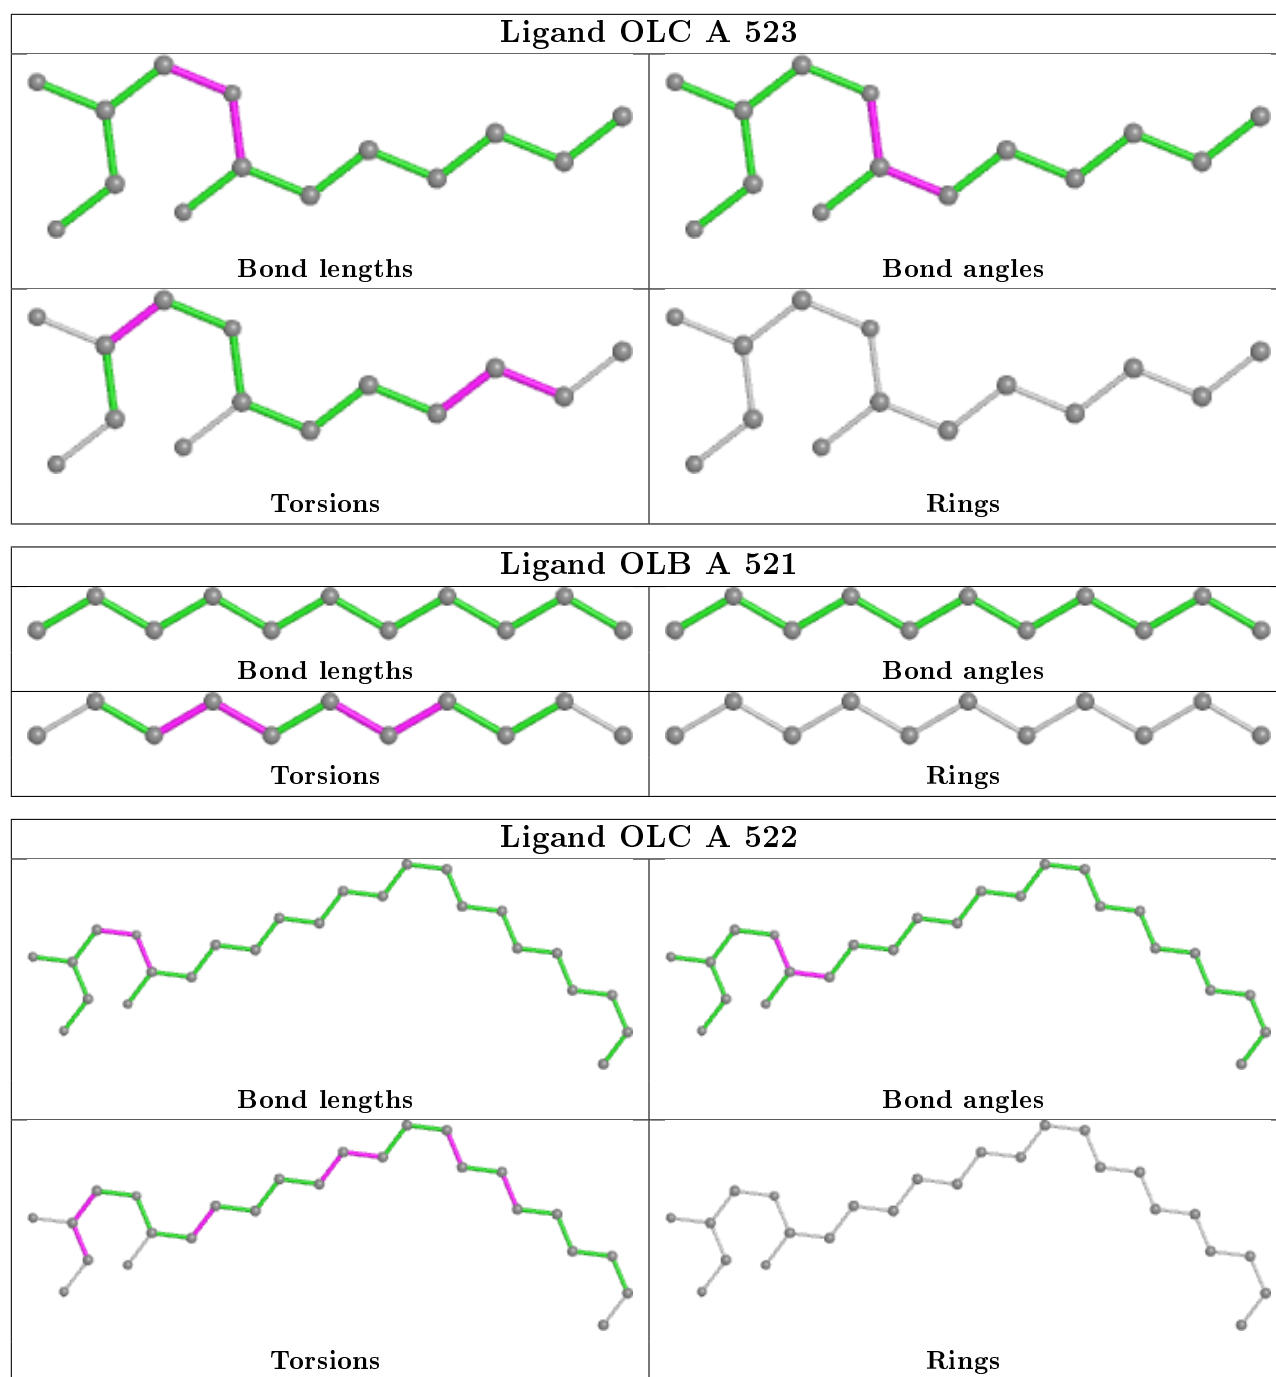 Ligand OLC A 523
Bond lengths
Bond angles
Torsions
Rings
Ligand OLB A 521
Bond lengths
Bond angles
Torsions
Rings
Ligand OLC A 522
Bond lengths
Bond angles
Torsions
Rings